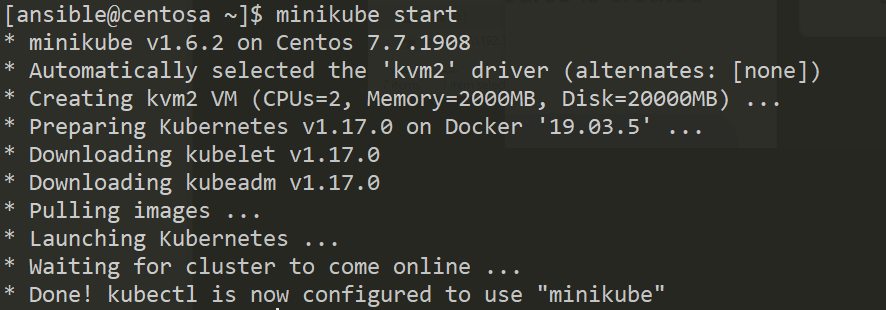 [ansible@centosa ~]$ minikube start
* minikube v1.6.2 on Centos 7.7.1908
* Automatically selected the 'kvm2' driver (alternates: [none])
* Creating kvm2 VM (CPUs=2, Memory=2000MB, Disk=20000MB) ...
* Preparing Kubernetes v1.17.0 on Docker '19.03.5' ...
* Downloading kubelet v1.17.0
* Downloading kubeadm v1.17.0
* Pulling images ...
* Launching Kubernetes ...
* Waiting for cluster to come online ...
* Done! kubectl is now configured to use "minikube"